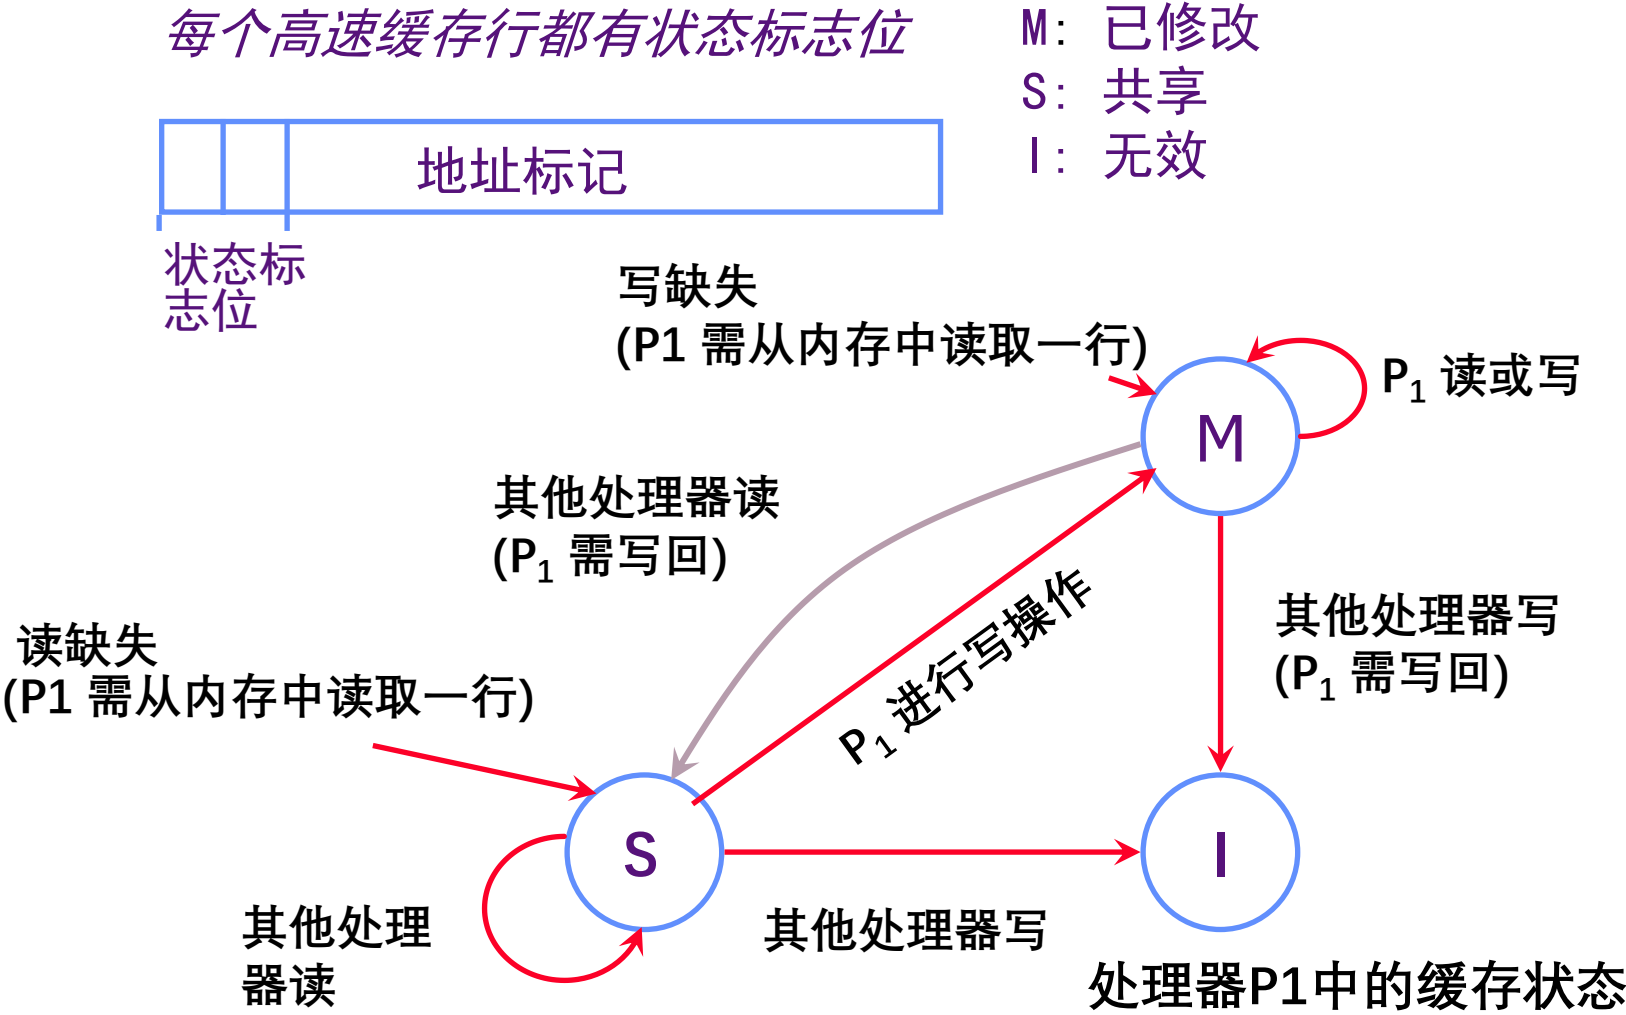 每个高速缓存行都有状态标志位
M: 已修改
S: 共享
I: 无效
地址标记
状态标
志位
写缺失
(P1 需从内存中读取一行)
P₁ 读或写
M
其他处理器读
(P₁ 需写回)
P₁ 进行写操作
其他处理器写
(P₁ 需写回)
读缺失
(P1 需从内存中读取一行)
S
I
其他处理
器读
其他处理器写
处理器P1中的缓存状态